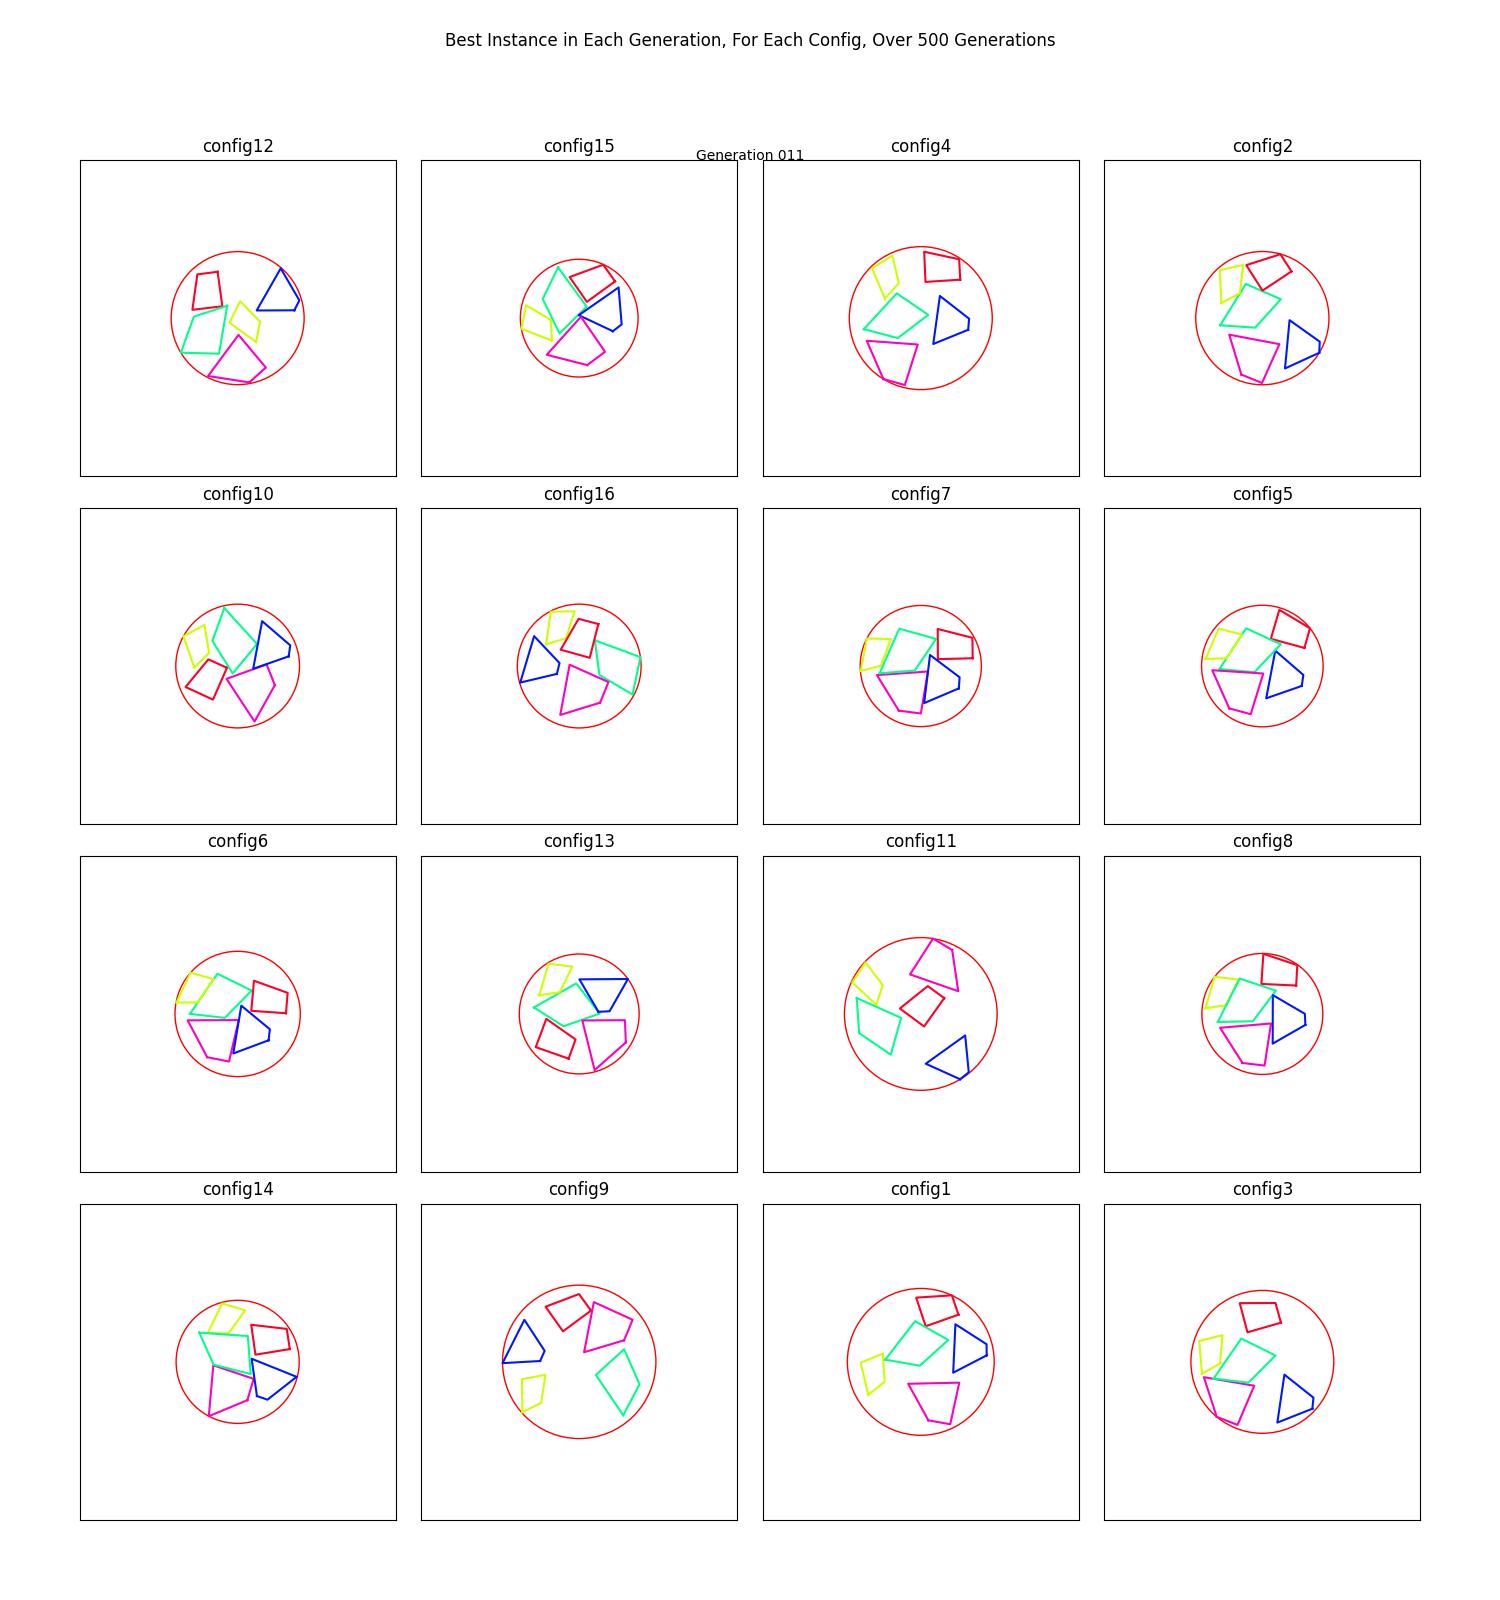 Best Instance in Each Generation, For Each Config, Over 500 Generations
Generation 011
config12
config15
config4
config2
config10
config16
config7
config5
config6
config13
config11
config8
config14
config9
config1
config3